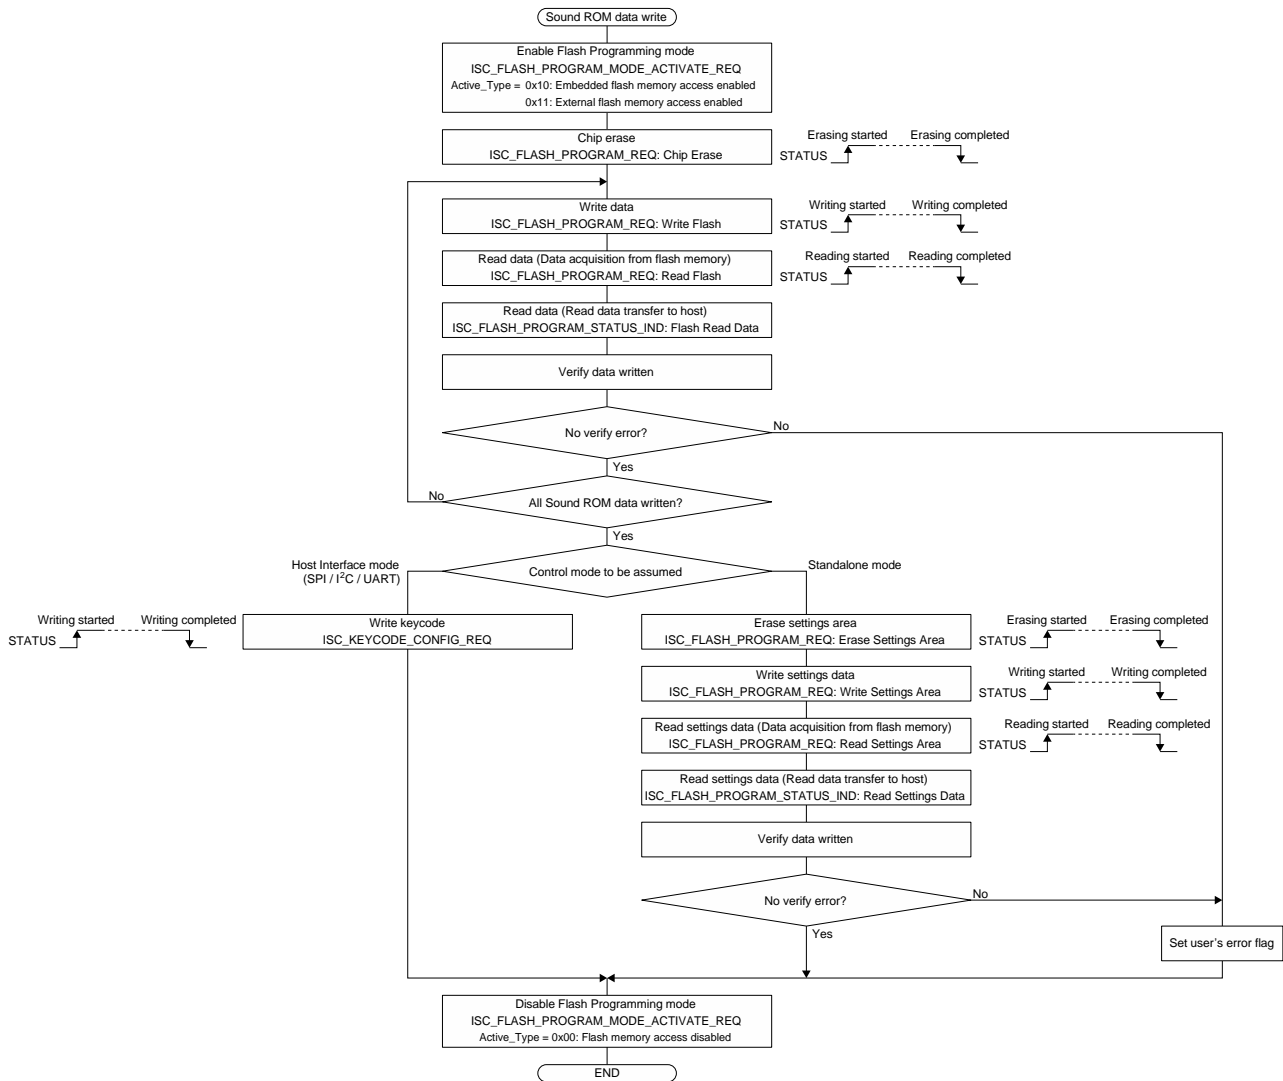 Sound ROM data write
Enable Flash Programming mode
ISC_FLASH_PROGRAM_MODE_ACTIVATE_REQ
Active_Type = 0x10: Embedded flash memory access enabled
0x11: External flash memory access enabled
Chip erase
ISC_FLASH_PROGRAM_REQ: Chip Erase
Erasing started
Erasing completed
STATUS
Write data
ISC_FLASH_PROGRAM_REQ: Write Flash
Writing started
Writing completed
STATUS
Read data (Data acquisition from flash memory)
ISC_FLASH_PROGRAM_REQ: Read Flash
Reading started
Reading completed
STATUS
Read data (Read data transfer to host)
ISC_FLASH_PROGRAM_STATUS_IND: Flash Read Data
Verify data written
No verify error?
No
Yes
All Sound ROM data written?
No
Yes
Control mode to be assumed
Host Interface mode
(SPI / I²C / UART)
Standalone mode
Writing started
Writing completed
STATUS
Write keycode
ISC_KEYCODE_CONFIG_REQ
Erase settings area
ISC_FLASH_PROGRAM_REQ: Erase Settings Area
Erasing started
Erasing completed
STATUS
Write settings data
ISC_FLASH_PROGRAM_REQ: Write Settings Area
Writing started
Writing completed
STATUS
Read settings data (Data acquisition from flash memory)
ISC_FLASH_PROGRAM_REQ: Read Settings Area
Reading started
Reading completed
STATUS
Read settings data (Read data transfer to host)
ISC_FLASH_PROGRAM_STATUS_IND: Read Settings Data
Verify data written
No verify error?
No
Yes
Set user's error flag
Disable Flash Programming mode
ISC_FLASH_PROGRAM_MODE_ACTIVATE_REQ
Active_Type = 0x00: Flash memory access disabled
END